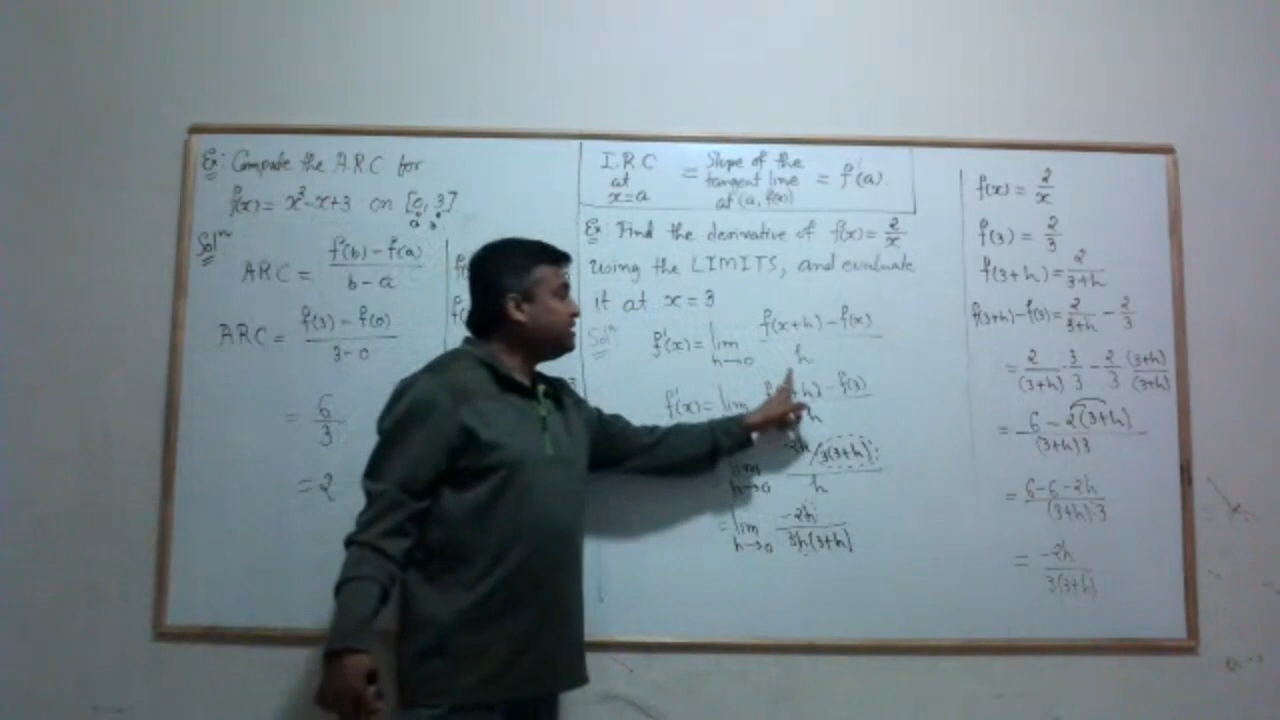 Ex: Compute the ARC for
f(x) = x²-x+3 on [0, 3]
a b
Solⁿ
ARC = f(b) - f(a) / b - a
ARC = f(3) - f(0) / 3 - 0
= 6/3
= 2
I.R.C at x=a = Slope of the tangent line at (a, f(a)) = f'(a).
Ex: Find the derivative of f(x) = 2/x
using the LIMITS, and evaluate
it at x = 3
Solⁿ f'(x) = lim h→0 f(x+h) - f(x) / h
f'(x) = lim +h) - f(3) / h
lim h→0 -2h/3(3+h) / h
= lim h→0 -2h / 3h(3+h)
f(x) = 2/x
f(3) = 2/3
f(3+h) = 2/3+h
f(3+h)-f(3) = 2/3+h - 2/3
= 2/(3+h) · 3/3 - 2/3 · (3+h)/(3+h)
= 6 - 2(3+h) / (3+h)3
= 6-6-2h / (3+h)·3
= -2h / 3(3+h)